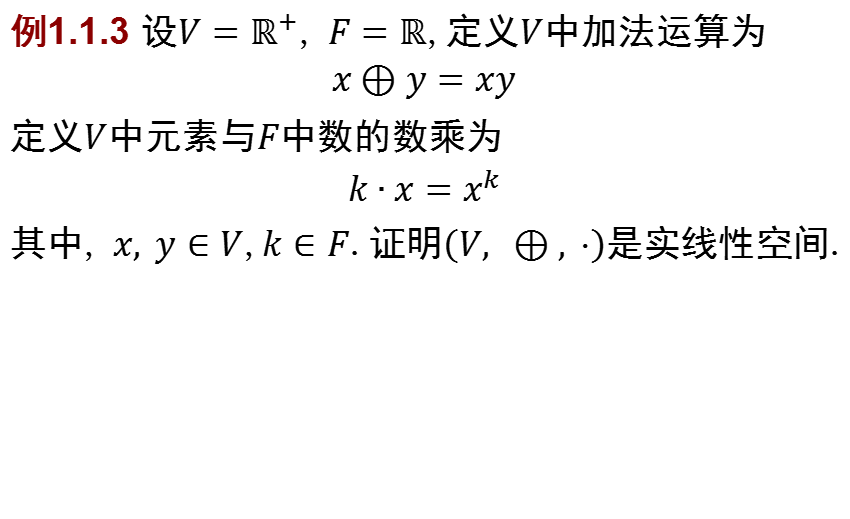 例1.1.3 设V = ℝ⁺, F = ℝ, 定义V中加法运算为
x ⊕ y = xy
定义V中元素与F中数的数乘为
k · x = xᵏ
其中, x, y ∈ V, k ∈ F. 证明(V, ⊕, ·)是实线性空间.